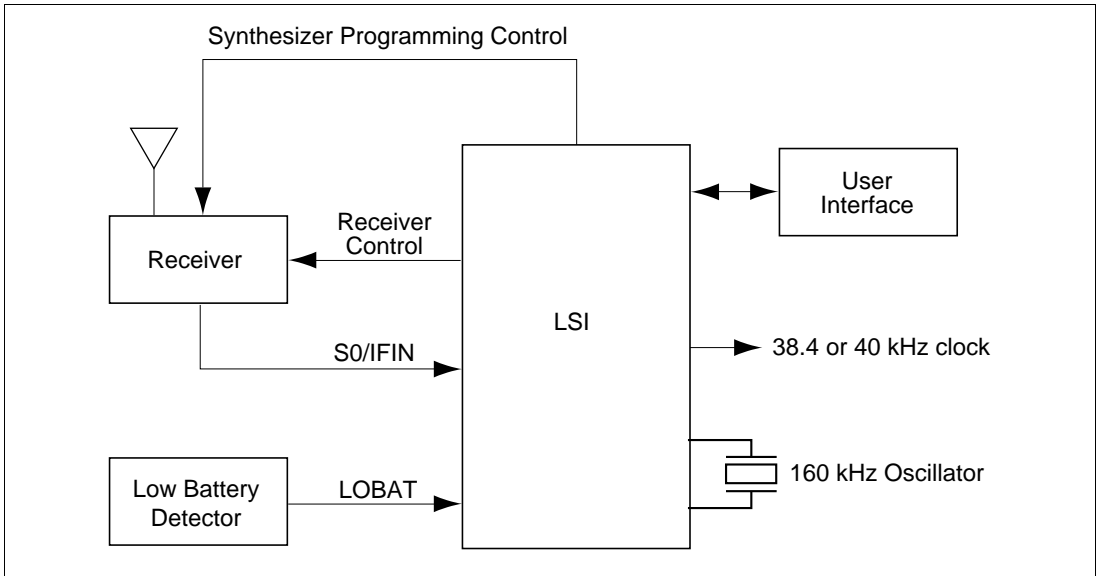 Synthesizer Programming Control
Receiver
Receiver
Control
S0/IFIN
Low Battery
Detector
LOBAT
LSI
User
Interface
38.4 or 40 kHz clock
160 kHz Oscillator